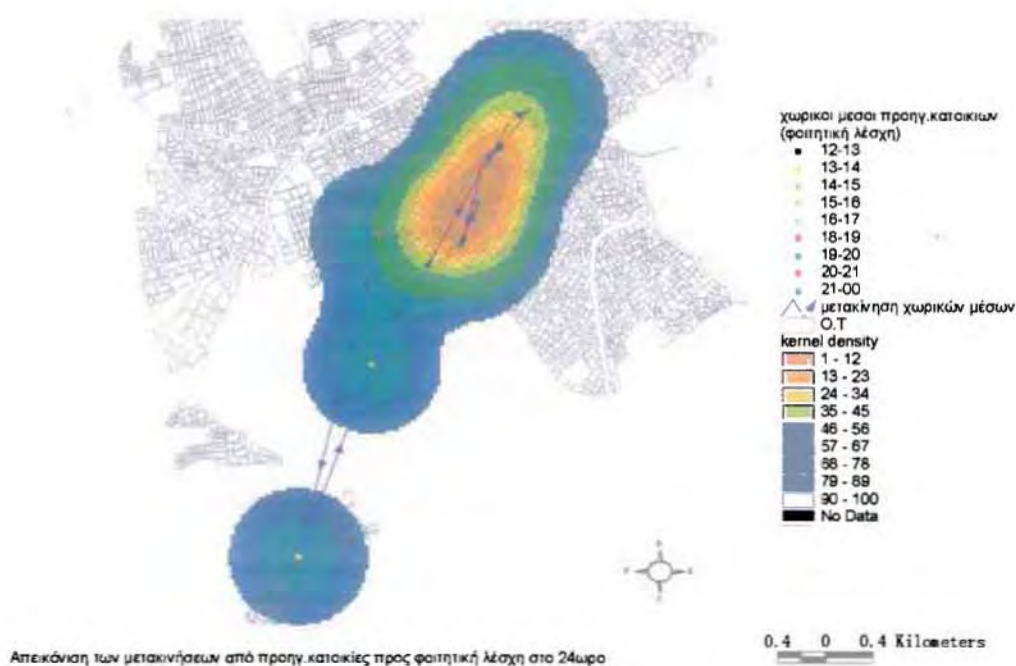 χωρικοι μεσοι προηγ.κατοικιων
(φοιτητική λέσχη)
12-13
13-14
14-15
15-16
16-17
18-19
19-20
20-21
21-00
μετακίνηση χωρικών μέσων
Ο.Τ
kernel density
1 - 12
13 - 23
24 - 34
35 - 45
46 - 56
57 - 67
68 - 78
79 - 89
90 - 100
No Data
0.4 0 0.4 Kilometers
Απεικόνιση των μετακινήσεων από προηγ.κατοικίες προς φοιτητική λέσχη στο 24ωρο